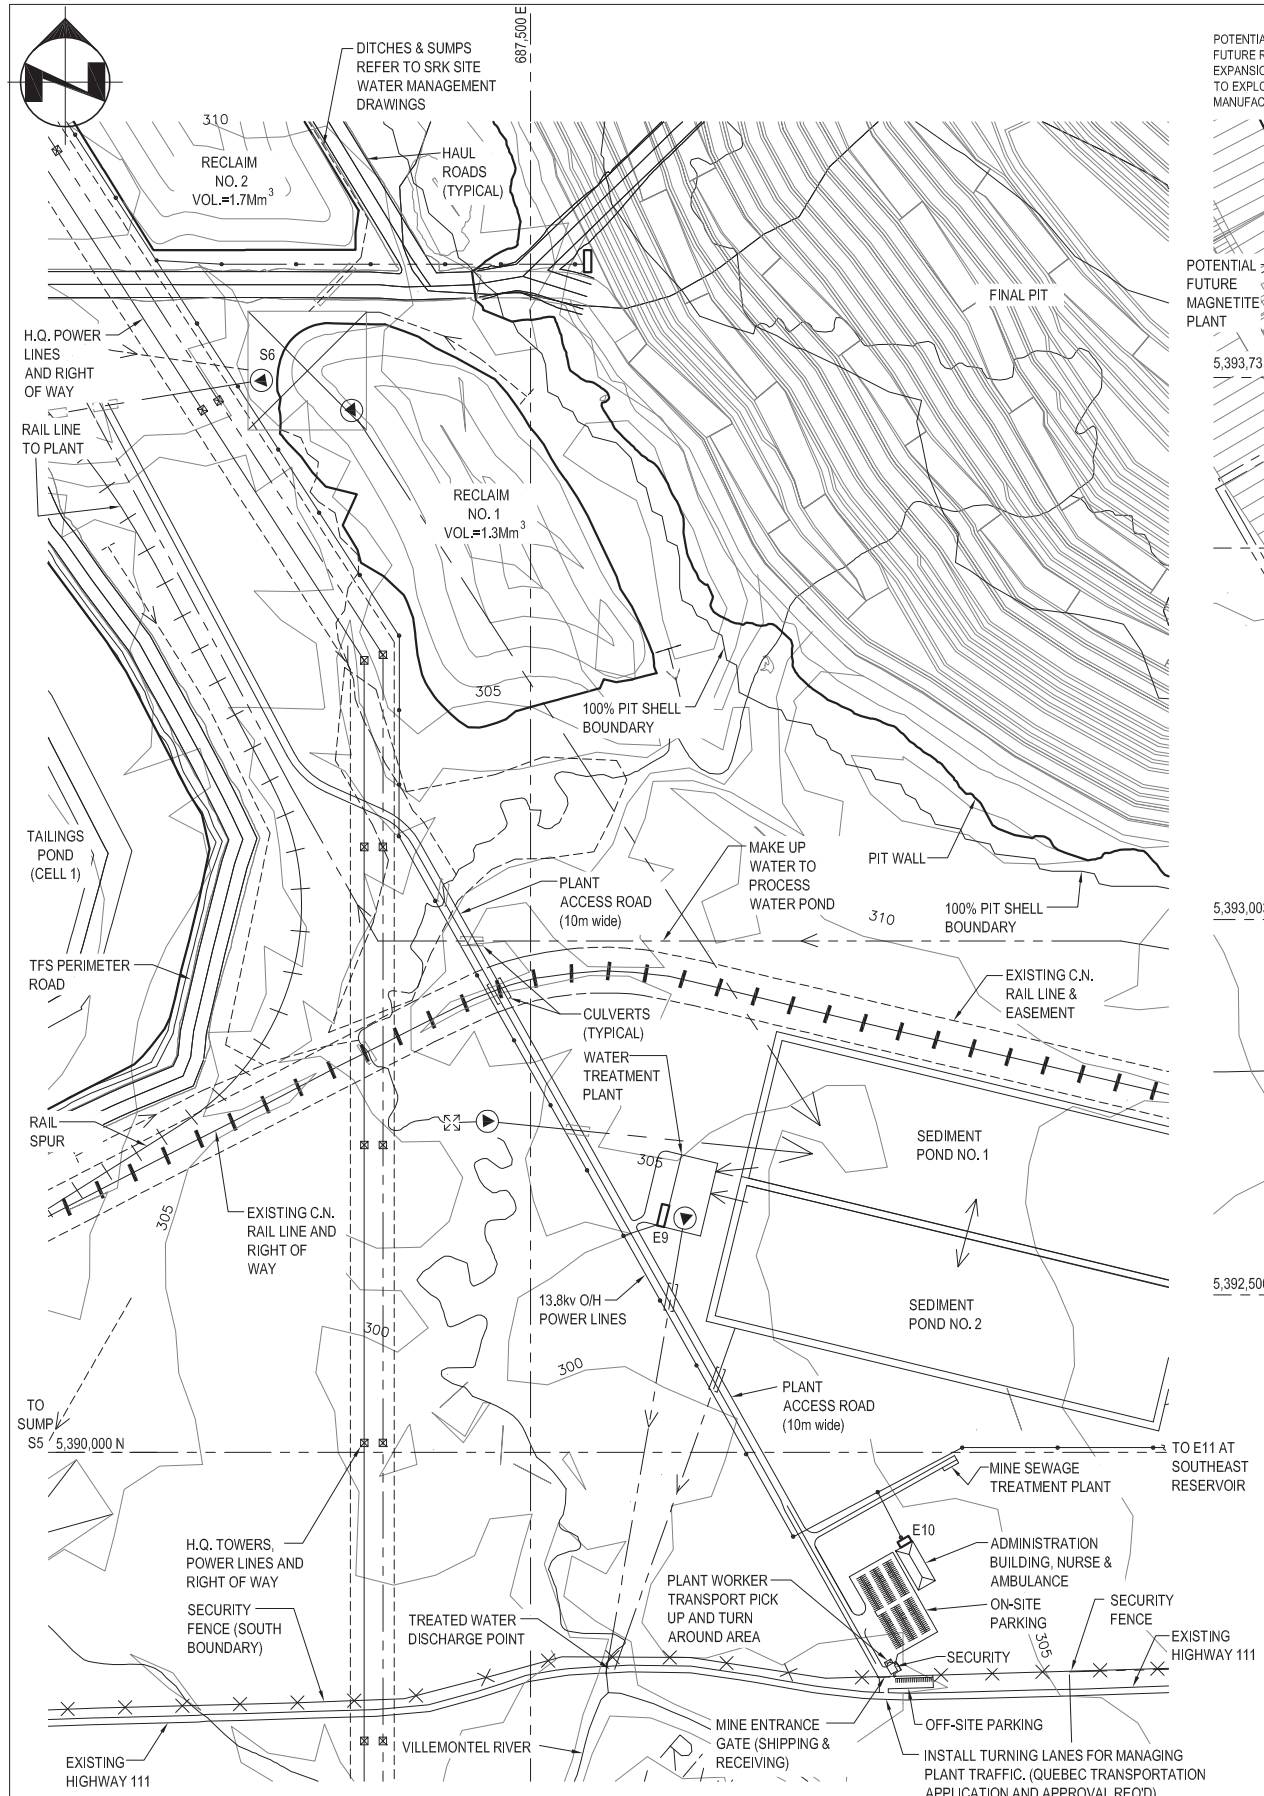 687,500 E
DITCHES & SUMPS
REFER TO SRK SITE
WATER MANAGEMENT
DRAWINGS
310
RECLAIM
NO. 2
VOL.=1.7Mm³
HAUL
ROADS
(TYPICAL)
FINAL PIT
POTENTIAL
FUTURE
MAGNETITE
PLANT
5,393,73
H.Q. POWER
LINES
AND RIGHT
OF WAY
S6
RAIL LINE
TO PLANT
RECLAIM
NO. 1
VOL.=1.3Mm³
305
100% PIT SHELL
BOUNDARY
TAILINGS
POND
(CELL 1)
MAKE UP
WATER TO
PROCESS
WATER POND
PIT WALL
PLANT
ACCESS ROAD
(10m wide)
310
100% PIT SHELL
BOUNDARY
5,393,003
TFS PERIMETER
ROAD
EXISTING C.N.
RAIL LINE &
EASEMENT
CULVERTS
(TYPICAL)
WATER
TREATMENT
PLANT
RAIL
SPUR
SEDIMENT
POND NO. 1
305
305
EXISTING C.N.
RAIL LINE AND
RIGHT OF
WAY
E9
13.8kv O/H
POWER LINES
SEDIMENT
POND NO. 2
5,392,500
300
300
PLANT
ACCESS ROAD
(10m wide)
TO
SUMP
S5
5,390,000 N
TO E11 AT
SOUTHEAST
RESERVOIR
MINE SEWAGE
TREATMENT PLANT
H.Q. TOWERS,
POWER LINES AND
RIGHT OF WAY
E10
ADMINISTRATION
BUILDING, NURSE &
AMBULANCE
SECURITY
FENCE (SOUTH
BOUNDARY)
TREATED WATER
DISCHARGE POINT
PLANT WORKER
TRANSPORT PICK
UP AND TURN
AROUND AREA
ON-SITE
PARKING
SECURITY
FENCE
305
EXISTING
HIGHWAY 111
SECURITY
EXISTING
HIGHWAY 111
VILLEMONTEL RIVER
R
MINE ENTRANCE
GATE (SHIPPING &
RECEIVING)
OFF-SITE PARKING
INSTALL TURNING LANES FOR MANAGING
PLANT TRAFFIC. (QUEBEC TRANSPORTATION
APPLICATION AND APPROVAL REQ'D)